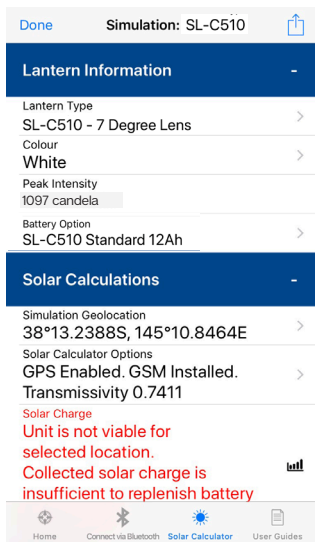 Done Simulation: SL-C510
Lantern Information -
Lantern Type
SL-C510 - 7 Degree Lens
Colour
White
Peak Intensity
1097 candela
Battery Option
SL-C510 Standard 12Ah
Solar Calculations -
Simulation Geolocation
38°13.2388S, 145°10.8464E
Solar Calculator Options
GPS Enabled. GSM Installed.
Transmissivity 0.7411
Solar Charge
Unit is not viable for
selected location.
Collected solar charge is
insufficient to replenish battery
Home Connect via Bluetooth Solar Calculator User Guides